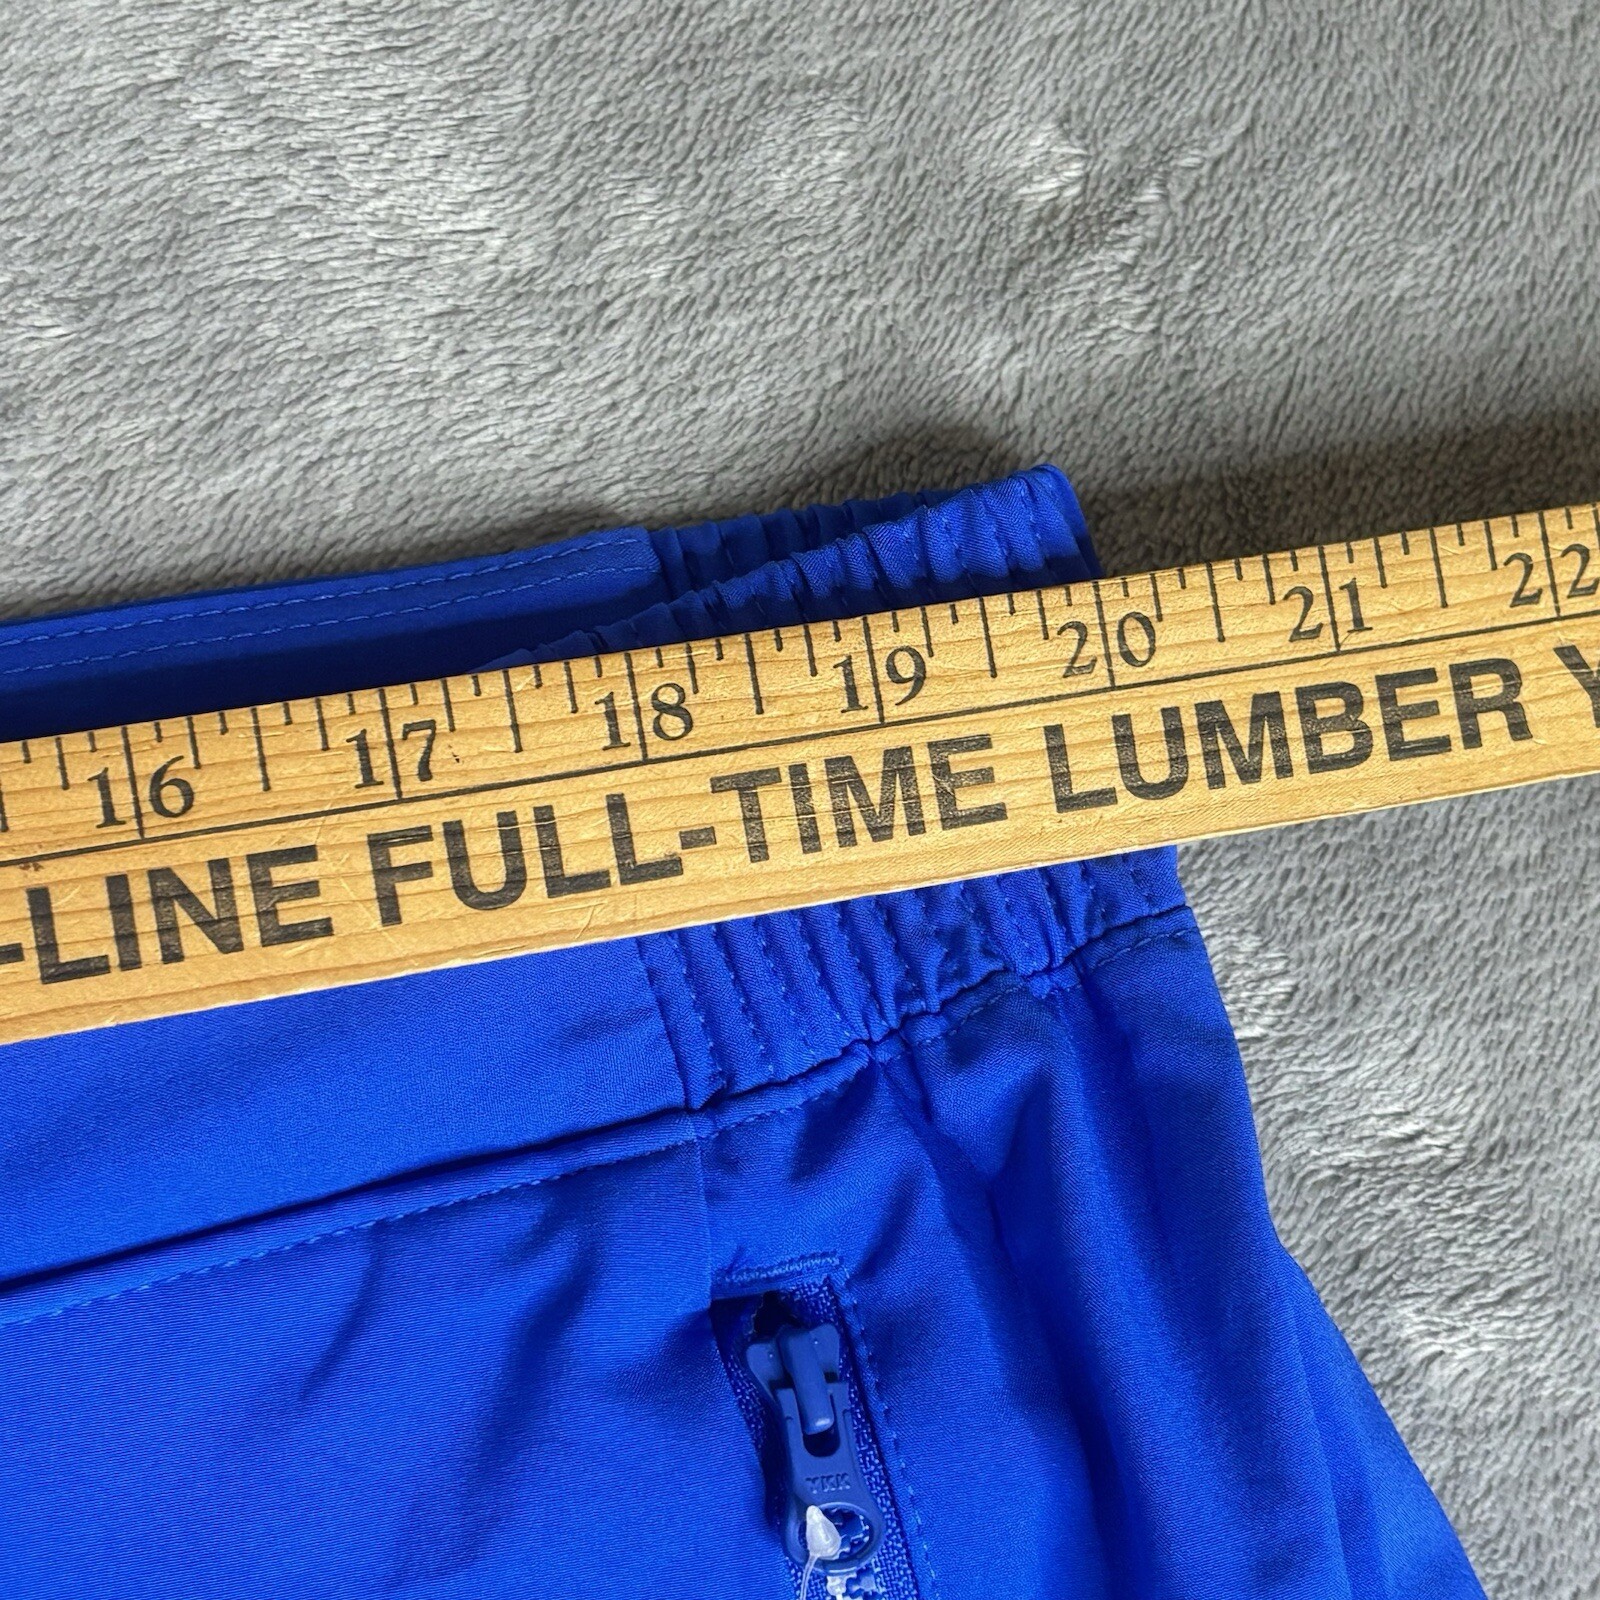 16 17 18 19 20 21 22
-LINE FULL-TIME LUMBER Y
YKK